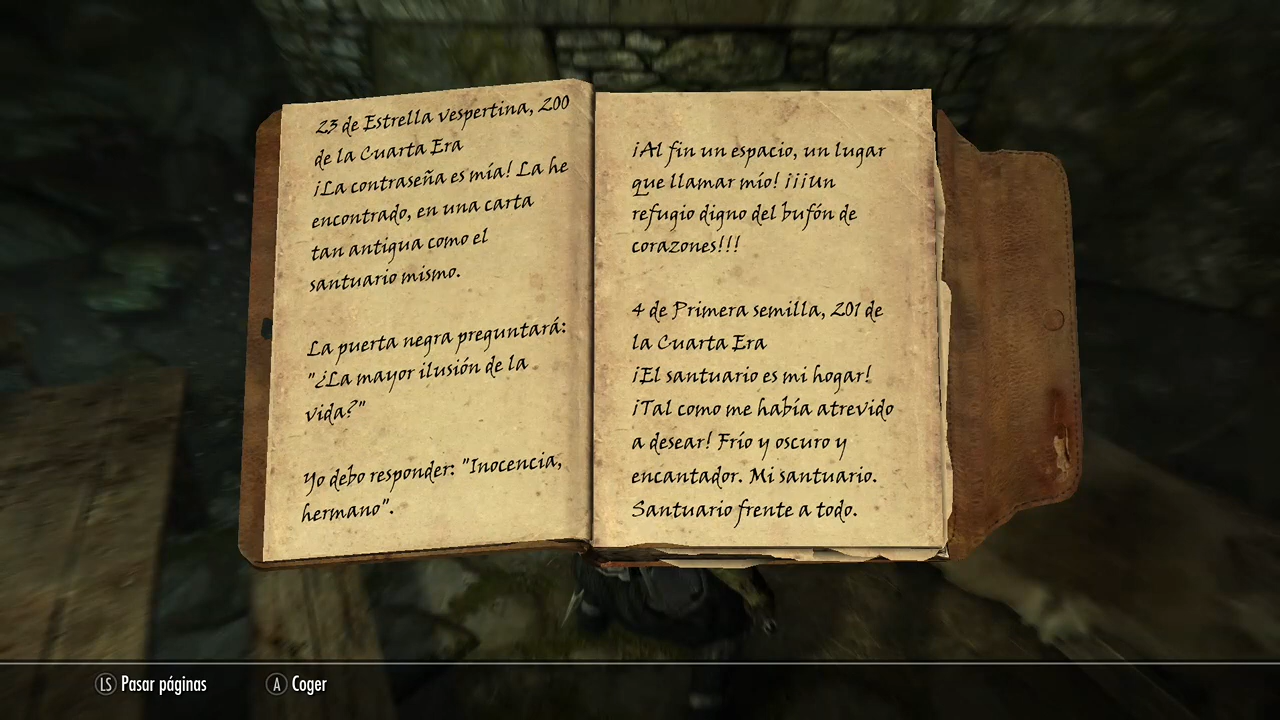 23 de Estrella vespertina, 200
de la Cuarta Era
¡La contraseña es mía! La he
encontrado, en una carta
tan antigua como el
santuario mismo.
La puerta negra preguntará:
"¿La mayor ilusión de la
vida?"
Yo debo responder: "Inocencia,
hermano".
¡Al fin un espacio, un lugar
que llamar mío! ¡¡¡Un
refugio digno del bufón de
corazones!!!
4 de Primera semilla, 201 de
la Cuarta Era
¡El santuario es mi hogar!
¡Tal como me había atrevido
a desear! Frío y oscuro y
encantador. Mi santuario.
Santuario frente a todo.
LS Pasar páginas
A Coger